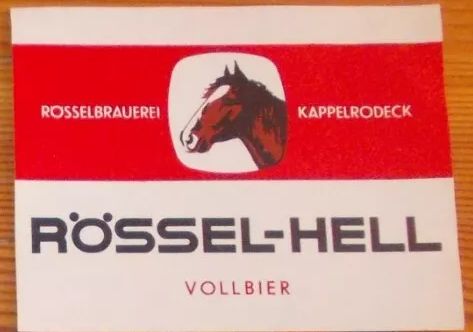 RÖSSELBRAUEREI KAPPELRODECK
RÖSSEL-HELL
VOLLBIER